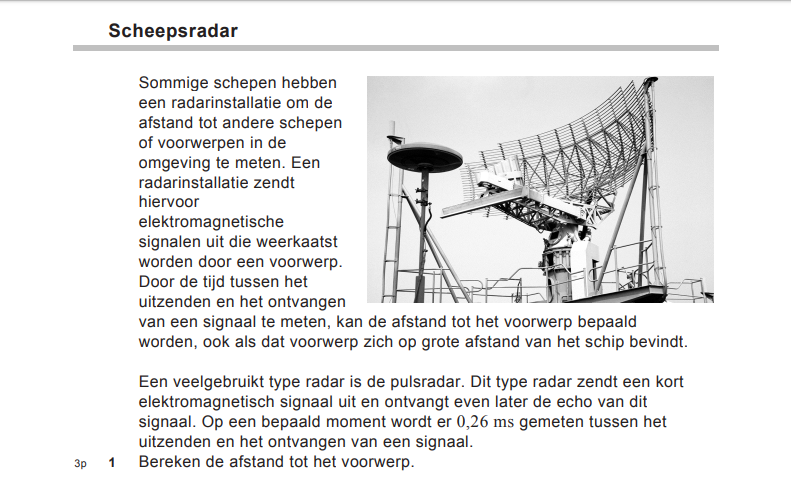 Scheepsradar
Sommige schepen hebben
een radarinstallatie om de
afstand tot andere schepen
of voorwerpen in de
omgeving te meten. Een
radarinstallatie zendt
hiervoor
elektromagnetische
signalen uit die weerkaatst
worden door een voorwerp.
Door de tijd tussen het
uitzenden en het ontvangen
van een signaal te meten, kan de afstand tot het voorwerp bepaald
worden, ook als dat voorwerp zich op grote afstand van het schip bevindt.
Een veelgebruikt type radar is de pulsradar. Dit type radar zendt een kort
elektromagnetisch signaal uit en ontvangt even later de echo van dit
signaal. Op een bepaald moment wordt er 0,26 ms gemeten tussen het
uitzenden en het ontvangen van een signaal.
3p 1 Bereken de afstand tot het voorwerp.